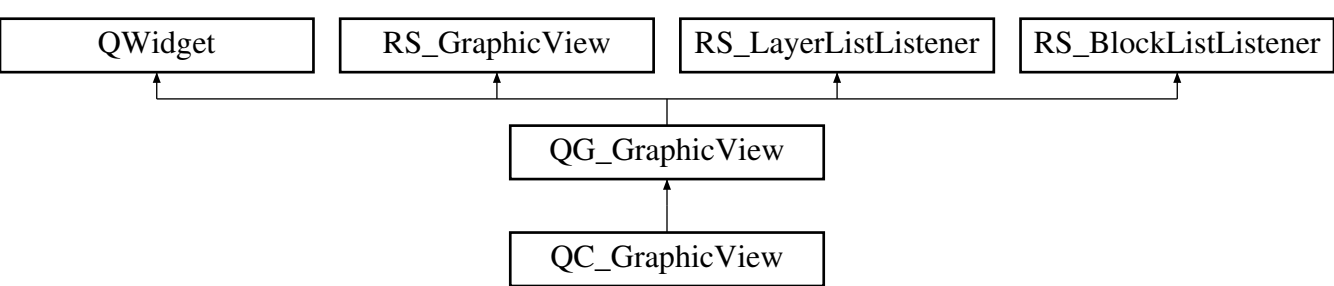 QWidget
RS_GraphicView
RS_LayerListListener
RS_BlockListListener
QG_GraphicView
QC_GraphicView